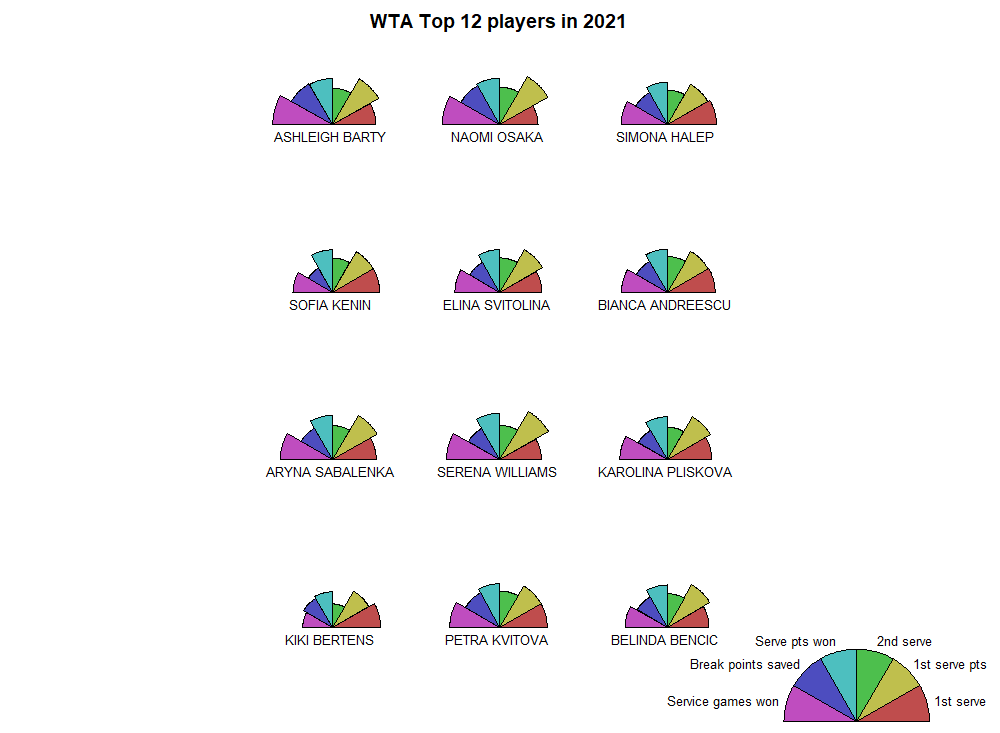 WTA Top 12 players in 2021
ASHLEIGH BARTY
NAOMI OSAKA
SIMONA HALEP
SOFIA KENIN
ELINA SVITOLINA
BIANCA ANDREESCU
ARYNA SABALENKA
SERENA WILLIAMS
KAROLINA PLISKOVA
KIKI BERTENS
PETRA KVITOVA
BELINDA BENCIC
Serve pts won
2nd serve
Break points saved
1st serve pts
Service games won
1st serve